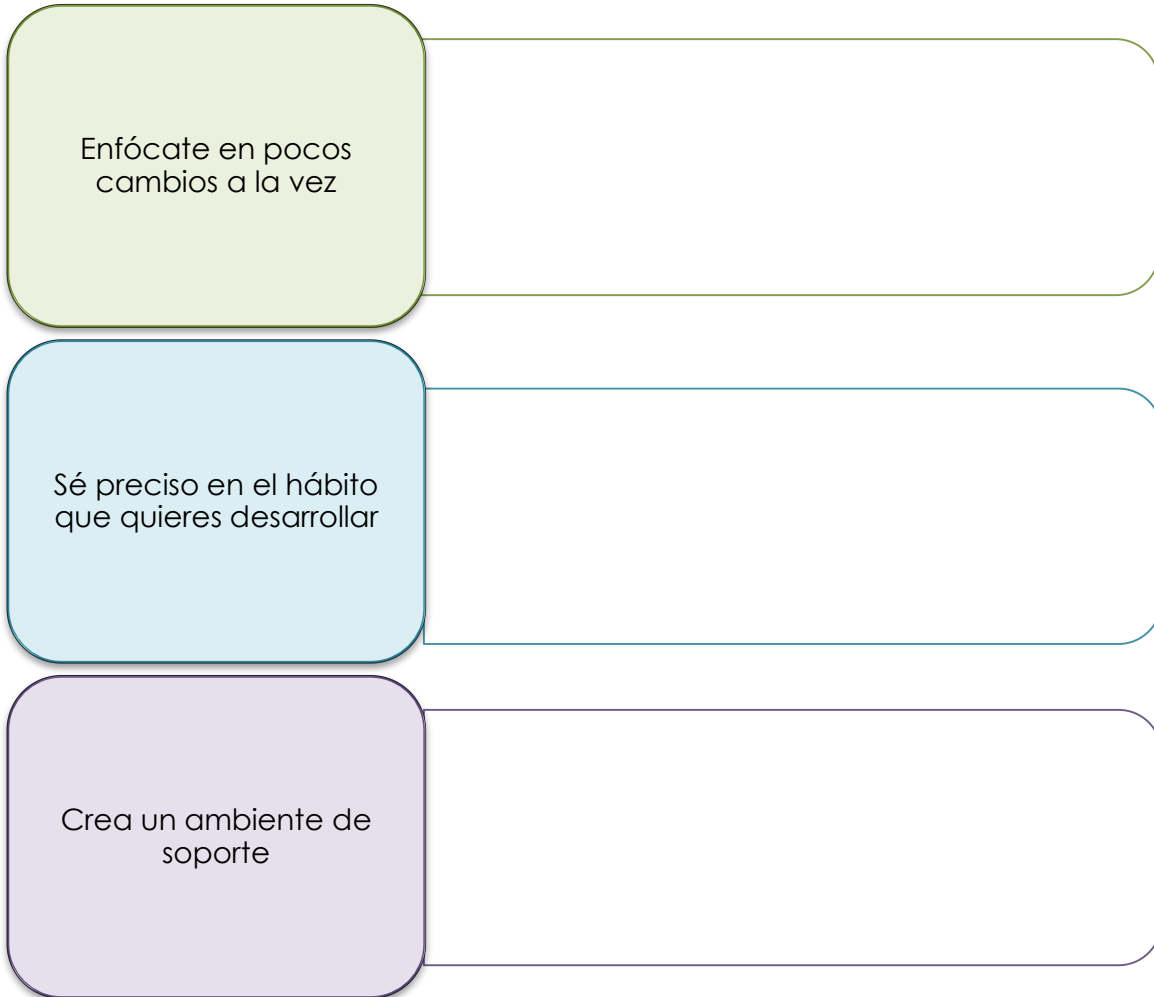 Enfócate en pocos
cambios a la vez
Sé preciso en el hábito
que quieres desarrollar
Crea un ambiente de
soporte